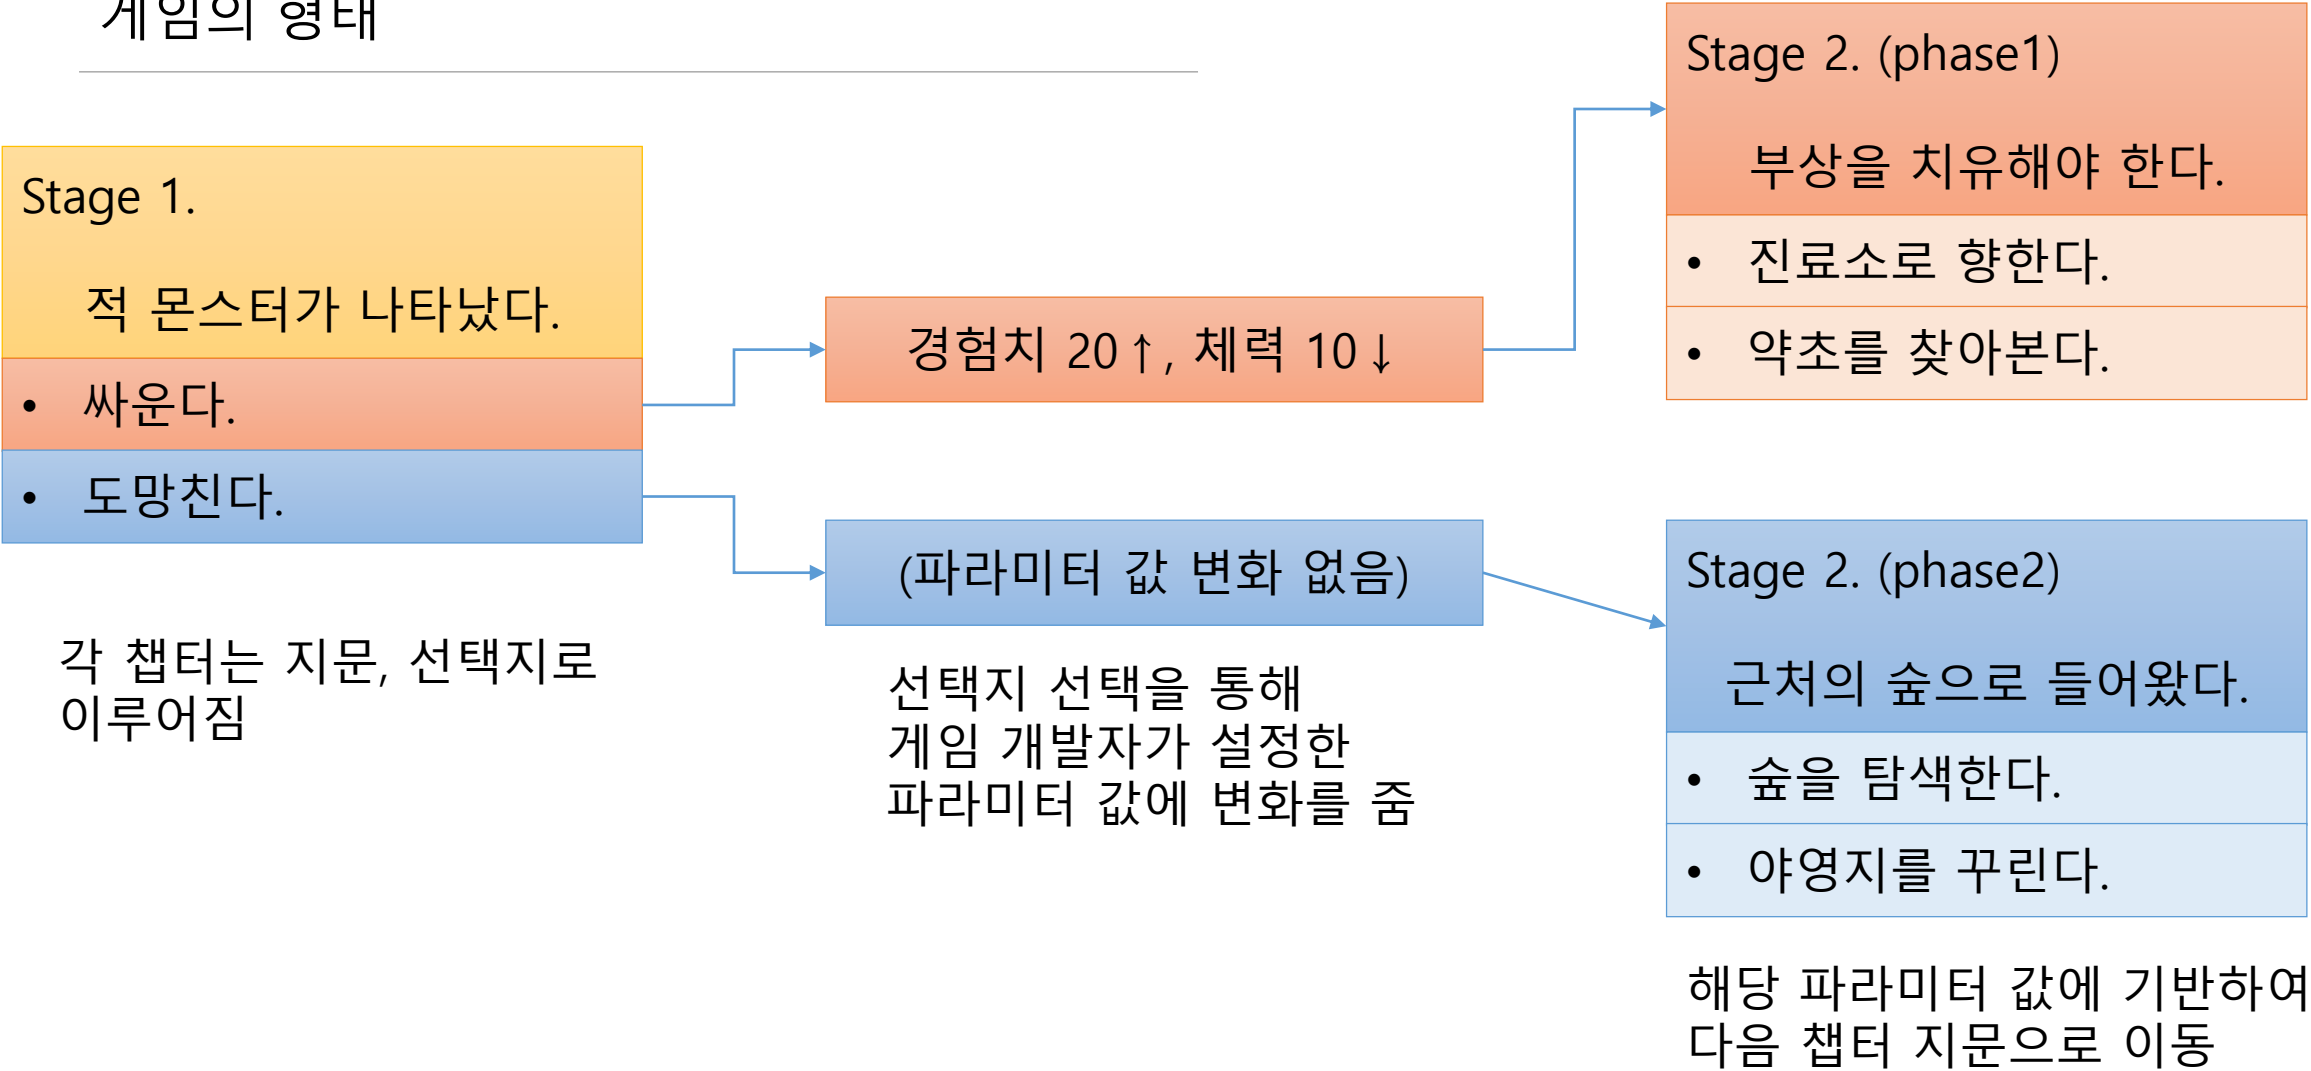 게임의 형태
Stage 1.
적 몬스터가 나타났다.
• 싸운다.
• 도망친다.
각 챕터는 지문, 선택지로
이루어짐
경험치 20↑, 체력 10↓
(파라미터 값 변화 없음)
선택지 선택을 통해
게임 개발자가 설정한
파라미터 값에 변화를 줌
Stage 2. (phase1)
부상을 치유해야 한다.
• 진료소로 향한다.
• 약초를 찾아본다.
Stage 2. (phase2)
근처의 숲으로 들어왔다.
• 숲을 탐색한다.
• 야영지를 꾸린다.
해당 파라미터 값에 기반하여
다음 챕터 지문으로 이동